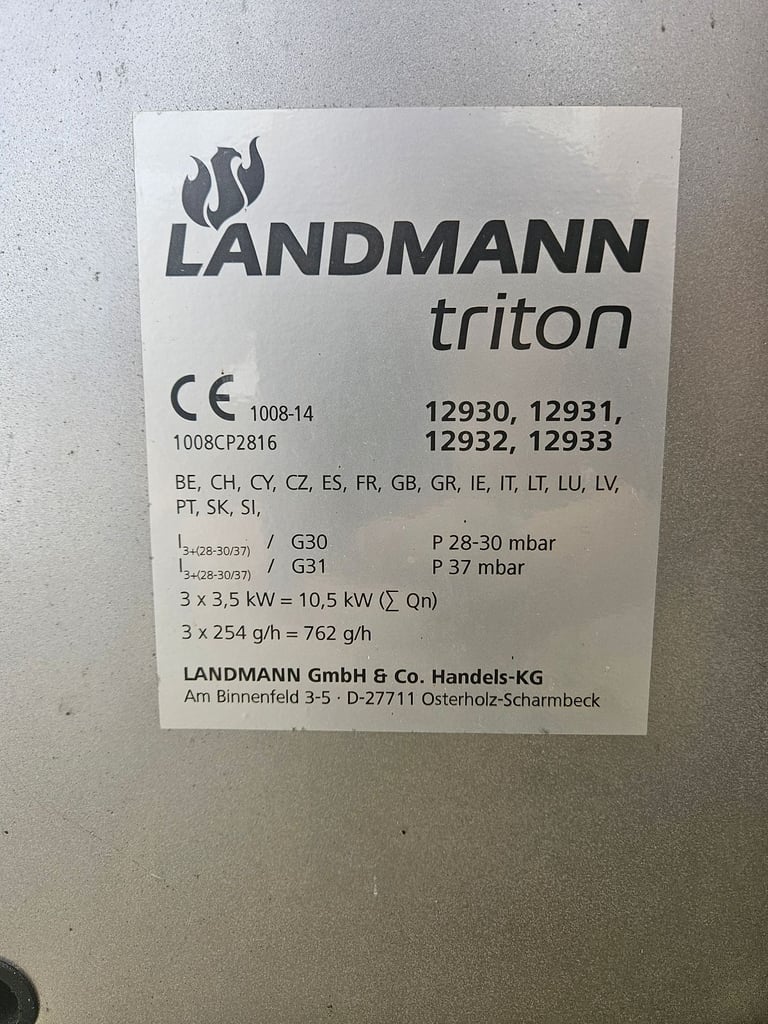 LANDMANN
triton
CE 1008-14
1008CP2816
12930, 12931,
12932, 12933
BE, CH, CY, CZ, ES, FR, GB, GR, IE, IT, LT, LU, LV,
PT, SK, SI,
I3+(28-30/37) / G30 P 28-30 mbar
I3+(28-30/37) / G31 P 37 mbar
3 x 3,5 kW = 10,5 kW (∑ Qn)
3 x 254 g/h = 762 g/h
LANDMANN GmbH & Co. Handels-KG
Am Binnenfeld 3-5 · D-27711 Osterholz-Scharmbeck